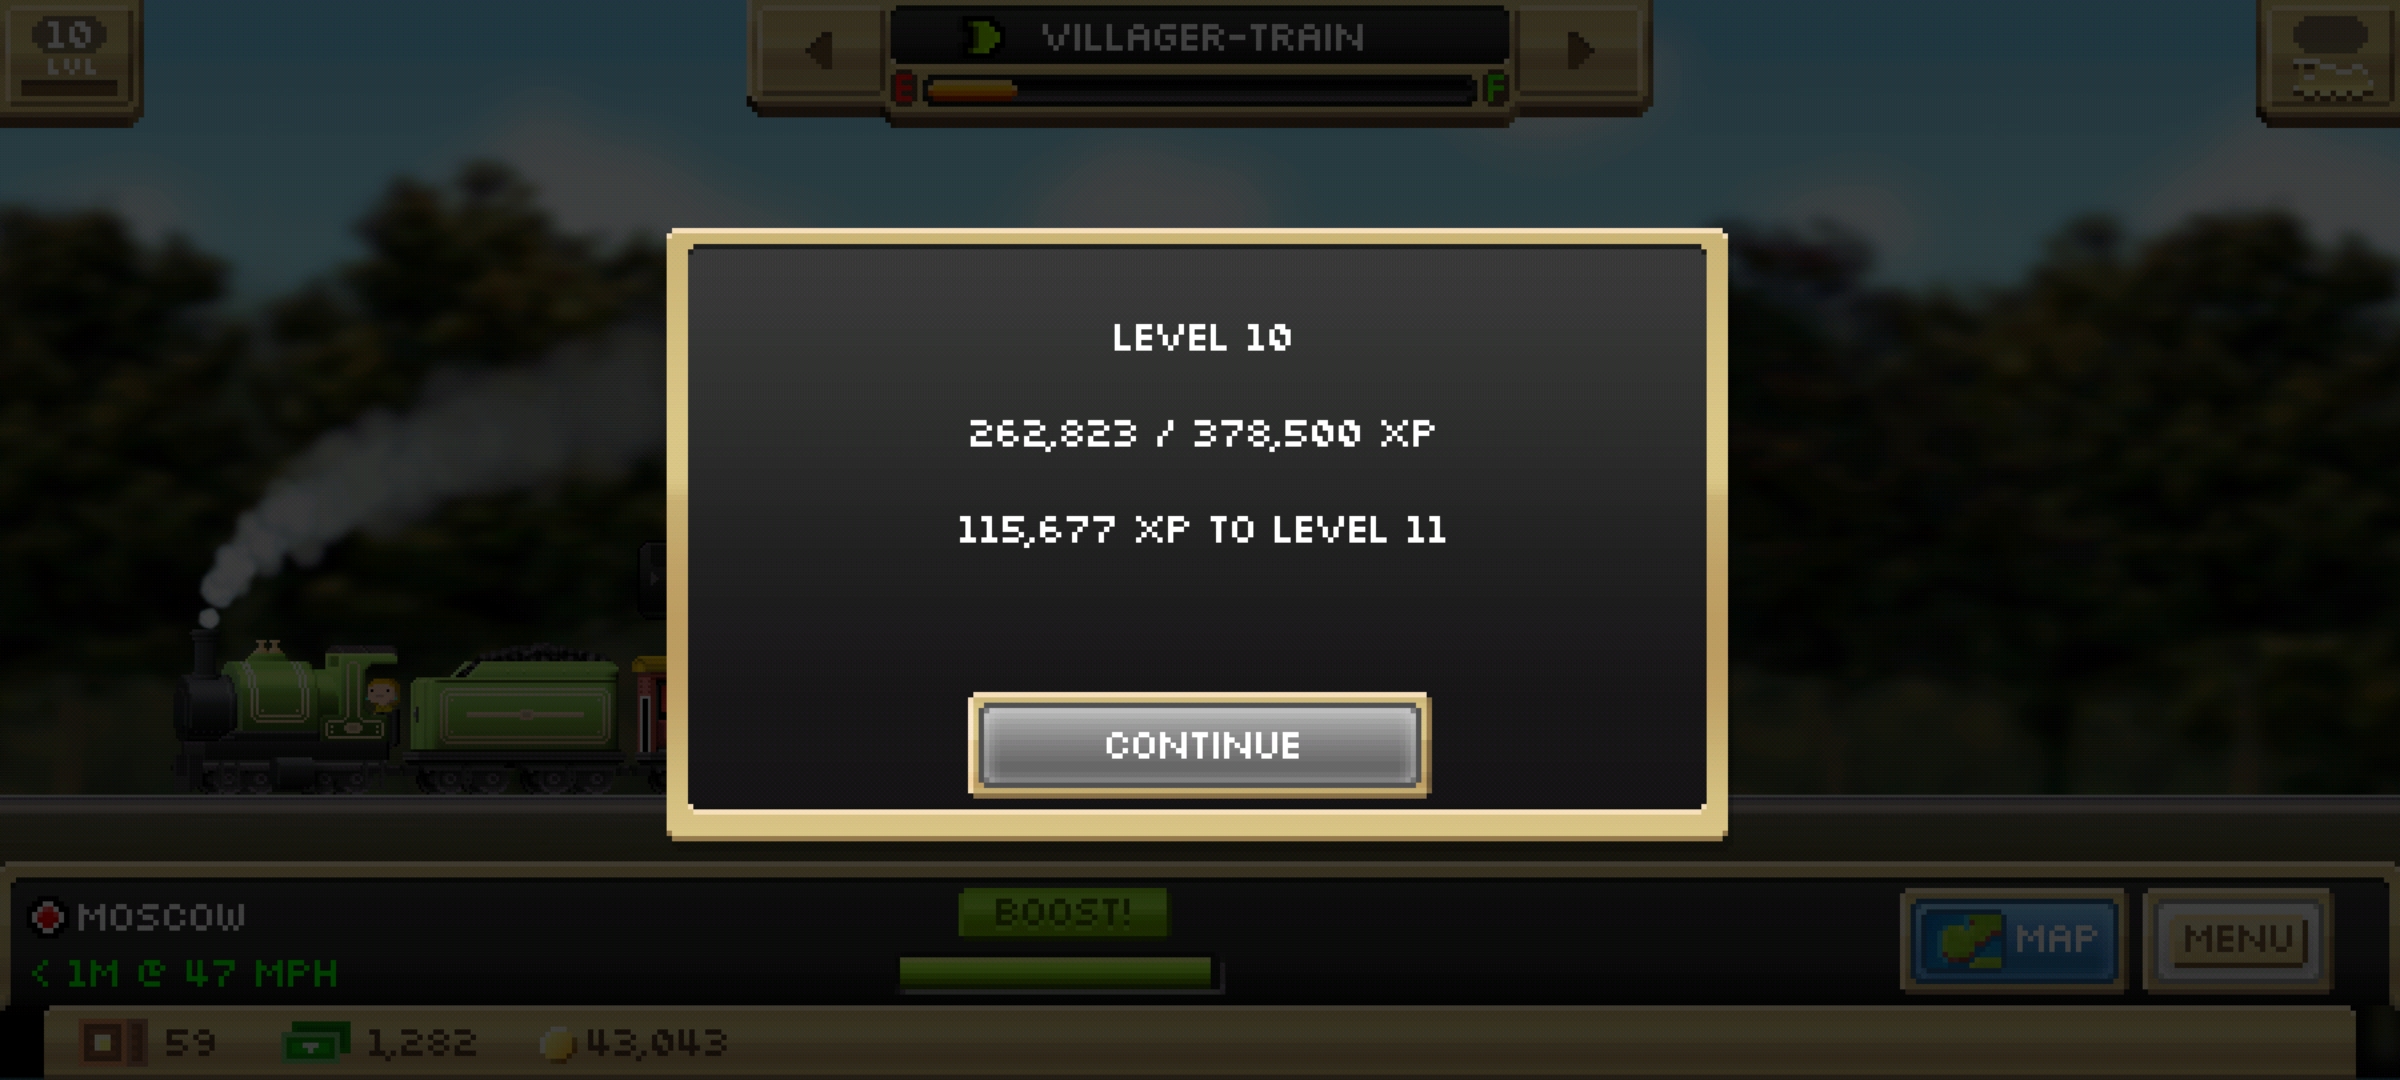 10
LVL
VILLAGER-TRAIN
E F
LEVEL 10
262,823 / 378,500 XP
115,677 XP TO LEVEL 11
CONTINUE
MOSCOW
< 1M @ 47 MPH
BOOST!
MAP
MENU
59 1,282 43,043